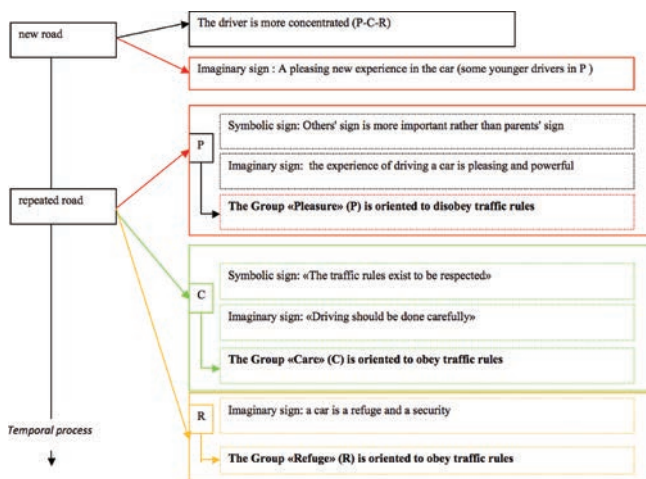 new road
The driver is more concentrated (P-C-R)
Imaginary sign : A pleasing new experience in the car (some younger drivers in P )
repeated road
P
Symbolic sign: Others' sign is more important rather than parents' sign
Imaginary sign:  the experience of driving a car is pleasing and powerful
The Group «Pleasure» (P) is oriented to disobey traffic rules
C
Symbolic sign: «The traffic rules exist to be respected»
Imaginary sign: «Driving should be done carefully»
The Group «Care» (C) is oriented to obey traffic rules
R
Imaginary sign: a car is a refuge and a security
The Group «Refuge» (R) is oriented to obey traffic rules
Temporal process